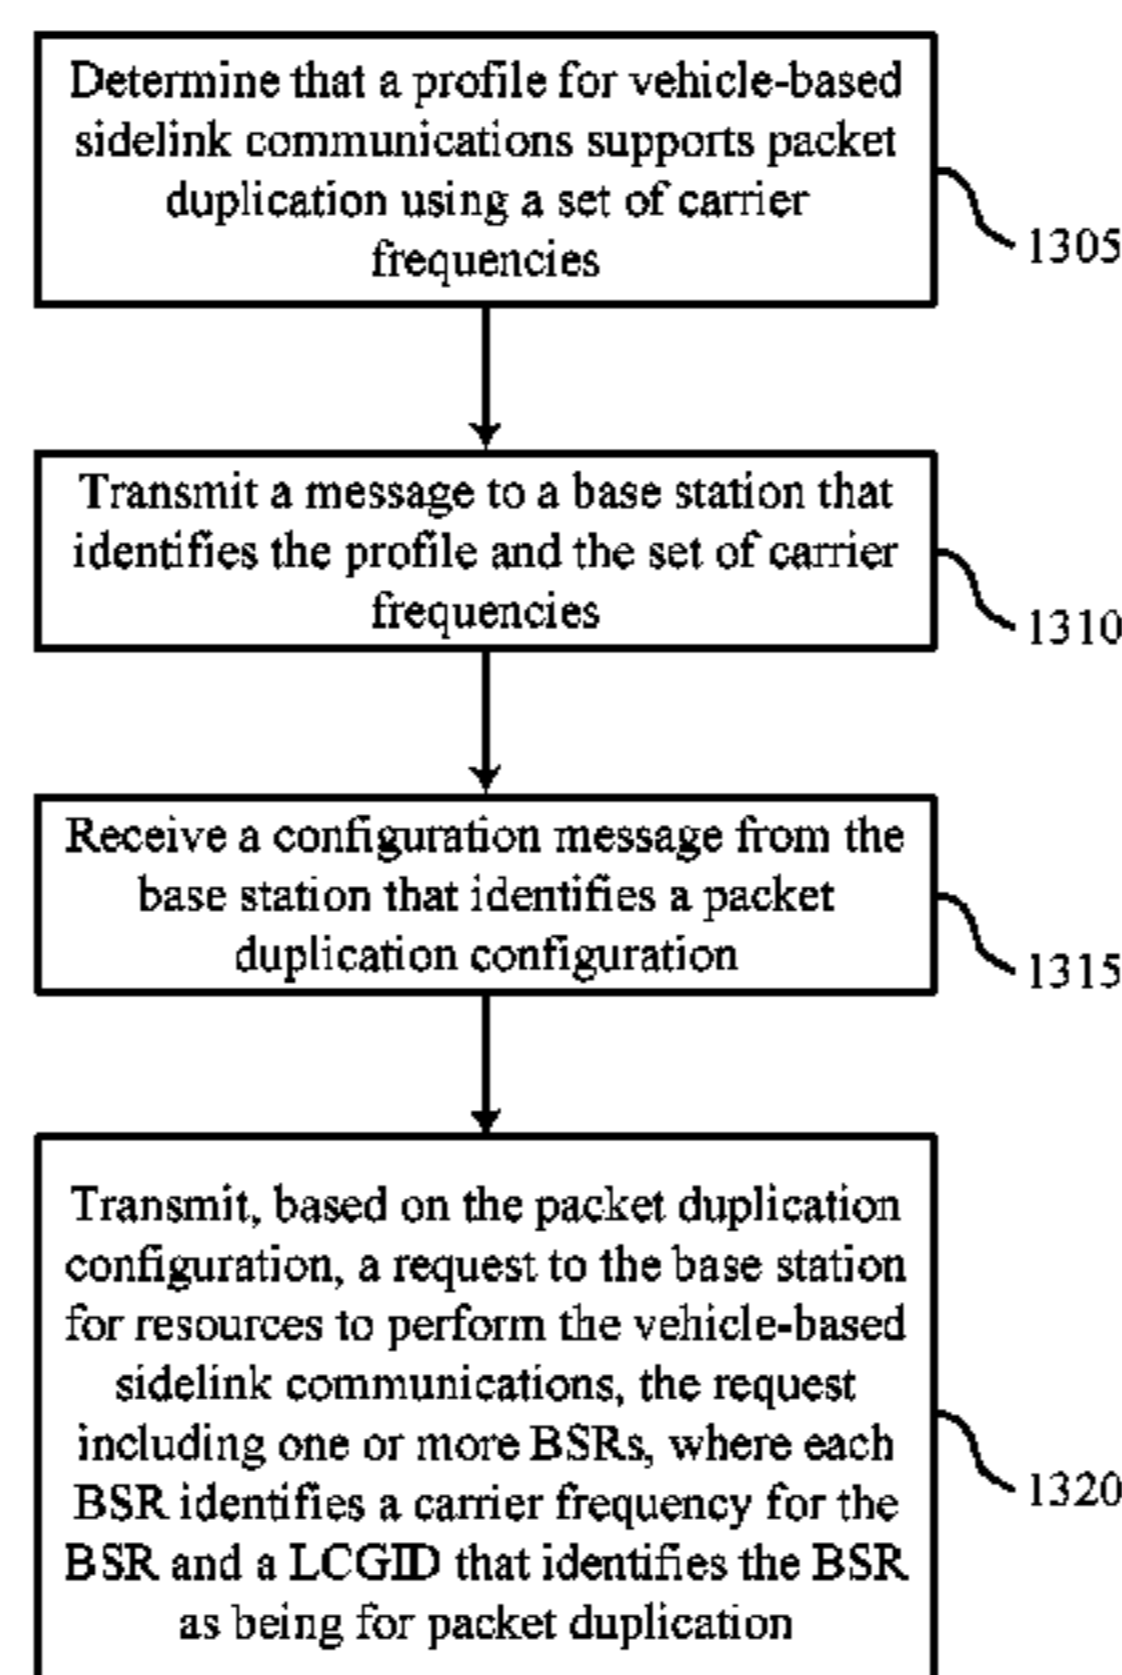 Determine that a profile for vehicle-based
sidelink communications supports packet
duplication using a set of carrier
frequencies
1305
Transmit a message to a base station that
identifies the profile and the set of carrier
frequencies
1310
Receive a configuration message from the
base station that identifies a packet
duplication configuration
1315
Transmit, based on the packet duplication
configuration, a request to the base station
for resources to perform the vehicle-based
sidelink communications, the request
including one or more BSRs, where each
BSR identifies a carrier frequency for the
BSR and a LCGID that identifies the BSR
as being for packet duplication
1320